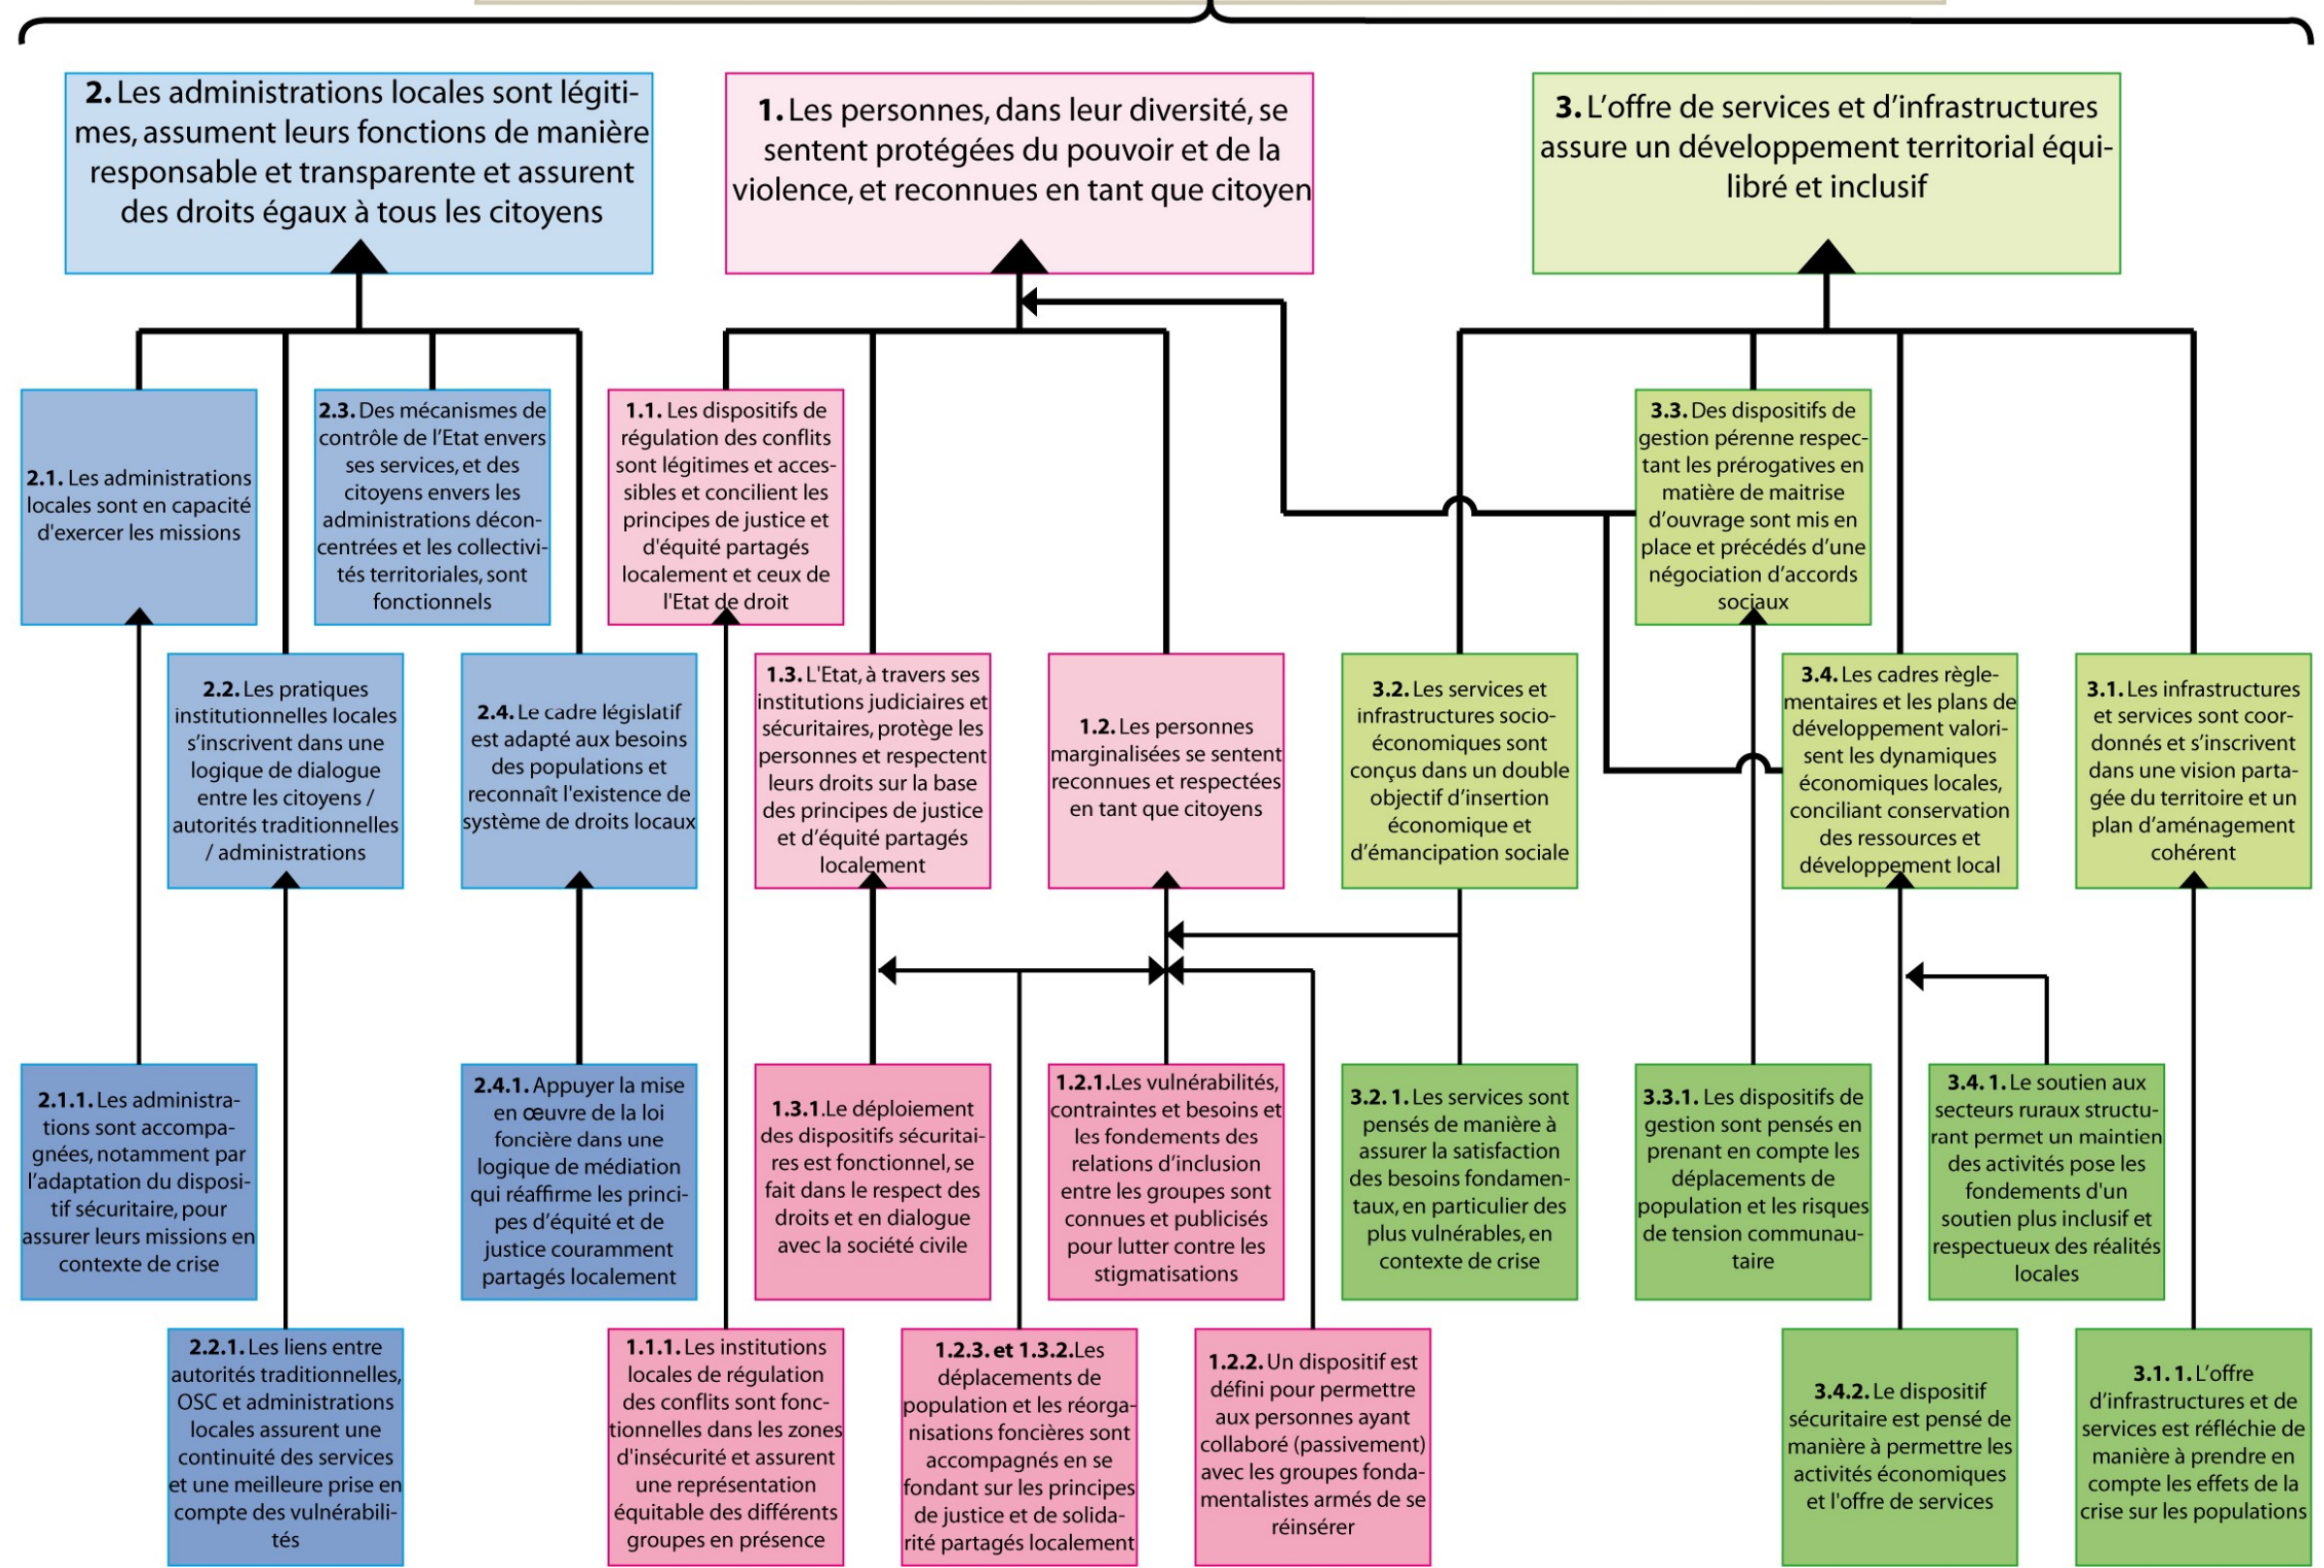 2. Les administrations locales sont légiti-
mes, assument leurs fonctions de manière
responsable et transparente et assurent
des droits égaux à tous les citoyens
1. Les personnes, dans leur diversité, se
sentent protégées du pouvoir et de la
violence, et reconnues en tant que citoyen
3. L’offre de services et d’infrastructures
assure un développement territorial équi-
libré et inclusif
2.1. Les administrations
locales sont en capacité
d'exercer les missions
2.3. Des mécanismes de
contrôle de l’Etat envers
ses services, et des
citoyens envers les
administrations décon-
centrées et les collectivi-
tés territoriales, sont
fonctionnels
1.1. Les dispositifs de
régulation des conflits
sont légitimes et acces-
sibles et concilient les
principes de justice et
d'équité partagés
localement et ceux de
l'Etat de droit
3.3. Des dispositifs de
gestion pérenne respec-
tant les prérogatives en
matière de maitrise
d’ouvrage sont mis en
place et précédés d’une
négociation d’accords
sociaux
2.2. Les pratiques
institutionnelles locales
s’inscrivent dans une
logique de dialogue
entre les citoyens /
autorités traditionnelles
/ administrations
2.4. Le cadre législatif
est adapté aux besoins
des populations et
reconnaît l'existence de
système de droits locaux
1.3. L'Etat, à travers ses
institutions judiciaires et
sécuritaires, protège les
personnes et respectent
leurs droits sur la base
des principes de justice
et d’équité partagés
localement
1.2. Les personnes
marginalisées se sentent
reconnues et respectées
en tant que citoyens
3.2. Les services et
infrastructures socio-
économiques sont
conçus dans un double
objectif d’insertion
économique et
d’émancipation sociale
3.4. Les cadres règle-
mentaires et les plans de
développement valori-
sent les dynamiques
économiques locales,
conciliant conservation
des ressources et
développement local
3.1. Les infrastructures
et services sont coor-
donnés et s’inscrivent
dans une vision parta-
gée du territoire et un
plan d’aménagement
cohérent
2.1.1. Les administra-
tions sont accompa-
gnées, notamment par
l’adaptation du disposi-
tif sécuritaire, pour
assurer leurs missions en
contexte de crise
2.4.1. Appuyer la mise
en œuvre de la loi
foncière dans une
logique de médiation
qui réaffirme les princi-
pes d’équité et de
justice couramment
partagés localement
1.3.1.Le déploiement
des dispositifs sécuritai-
res est fonctionnel, se
fait dans le respect des
droits et en dialogue
avec la société civile
1.2.1.Les vulnérabilités,
contraintes et besoins et
les fondements des
relations d’inclusion
entre les groupes sont
connues et publicisés
pour lutter contre les
stigmatisations
3.2. 1. Les services sont
pensés de manière à
assurer la satisfaction
des besoins fondamen-
taux, en particulier des
plus vulnérables, en
contexte de crise
3.3.1. Les dispositifs de
gestion sont pensés en
prenant en compte les
déplacements de
population et les risques
de tension communau-
taire
3.4. 1. Le soutien aux
secteurs ruraux structu-
rant permet un maintien
des activités pose les
fondements d'un
soutien plus inclusif et
respectueux des réalités
locales
2.2.1. Les liens entre
autorités traditionnelles,
OSC et administrations
locales assurent une
continuité des services
et une meilleure prise en
compte des vulnérabili-
tés
1.1.1. Les institutions
locales de régulation
des conflits sont fonc-
tionnelles dans les zones
d'insécurité et assurent
une représentation
équitable des différents
groupes en présence
1.2.3. et 1.3.2.Les
déplacements de
population et les réorga-
nisations foncières sont
accompagnés en se
fondant sur les principes
de justice et de solida-
rité partagés localement
1.2.2. Un dispositif est
défini pour permettre
aux personnes ayant
collaboré (passivement)
avec les groupes fonda-
mentalistes armés de se
réinsérer
3.4.2. Le dispositif
sécuritaire est pensé de
manière à permettre les
activités économiques
et l'offre de services
3.1. 1. L’offre
d’infrastructures et de
services est réfléchie de
manière à prendre en
compte les effets de la
crise sur les populations